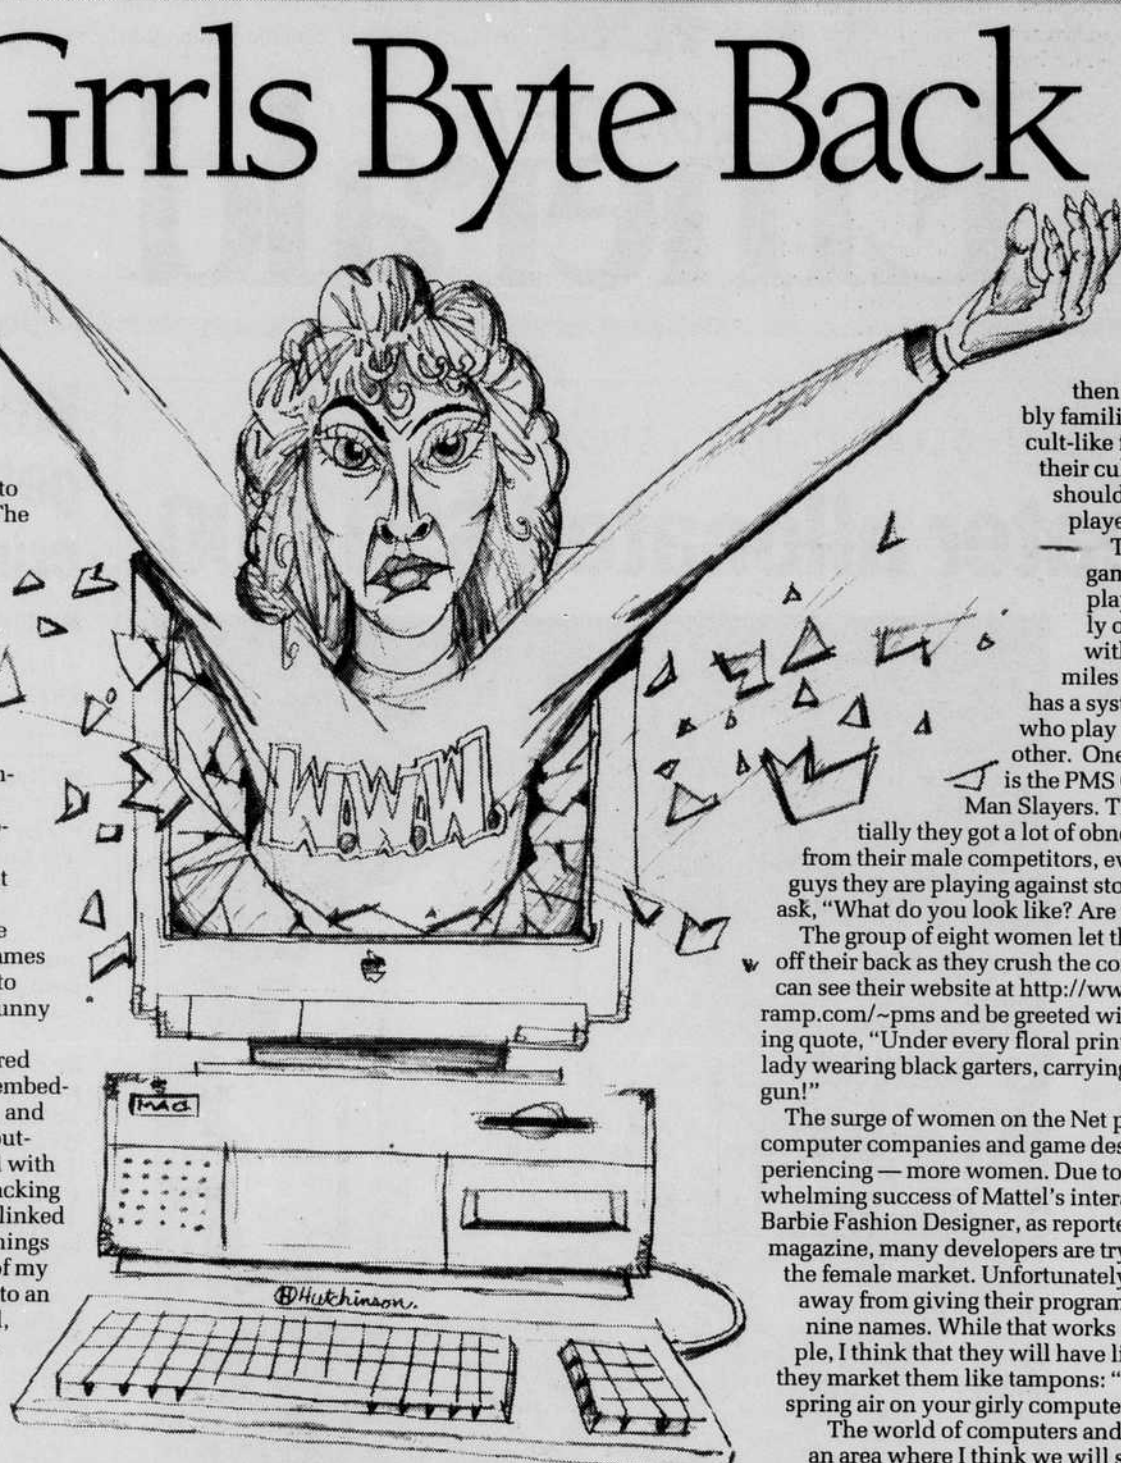 Grrls Byte Back
to
The
n-
-
t
e
ames
to
unny
red
embed-
and
out-
with
acking
linked
hings
of my
to an
l,
W.W.W.
MAC
Hutchinson.
then
bly famili
cult-like
their cu
should
playe
T
gam
pla
ly o
with
miles
has a syst
who play
other. One
is the PMS
Man Slayers. T
tially they got a lot of obno
from their male competitors, ev
guys they are playing against sto
ask, “What do you look like? Are
The group of eight women let th
off their back as they crush the co
can see their website at http://ww
ramp.com/~pms and be greeted wi
ing quote, “Under every floral prin
lady wearing black garters, carrying
gun!”
The surge of women on the Net p
computer companies and game des
periencing — more women. Due to
whelming success of Mattel’s inter
Barbie Fashion Designer, as reporte
magazine, many developers are try
the female market. Unfortunately
away from giving their program
nine names. While that works
ple, I think that they will have li
they market them like tampons: “
spring air on your girly compute
The world of computers and
an area where I think we will s